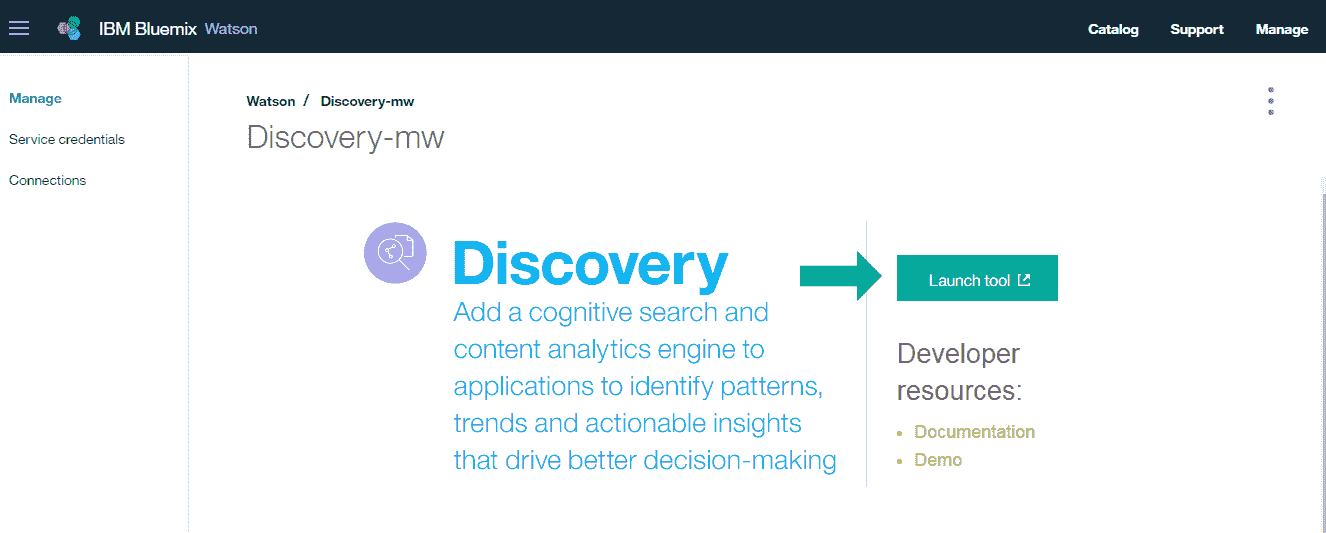 IBM Bluemix Watson
Catalog Support Manage
Manage
Service credentials
Connections
Watson / Discovery-mw
Discovery-mw
Discovery
Add a cognitive search and
content analytics engine to
applications to identify patterns,
trends and actionable insights
that drive better decision-making
Launch tool
Developer
resources:
Documentation
Demo